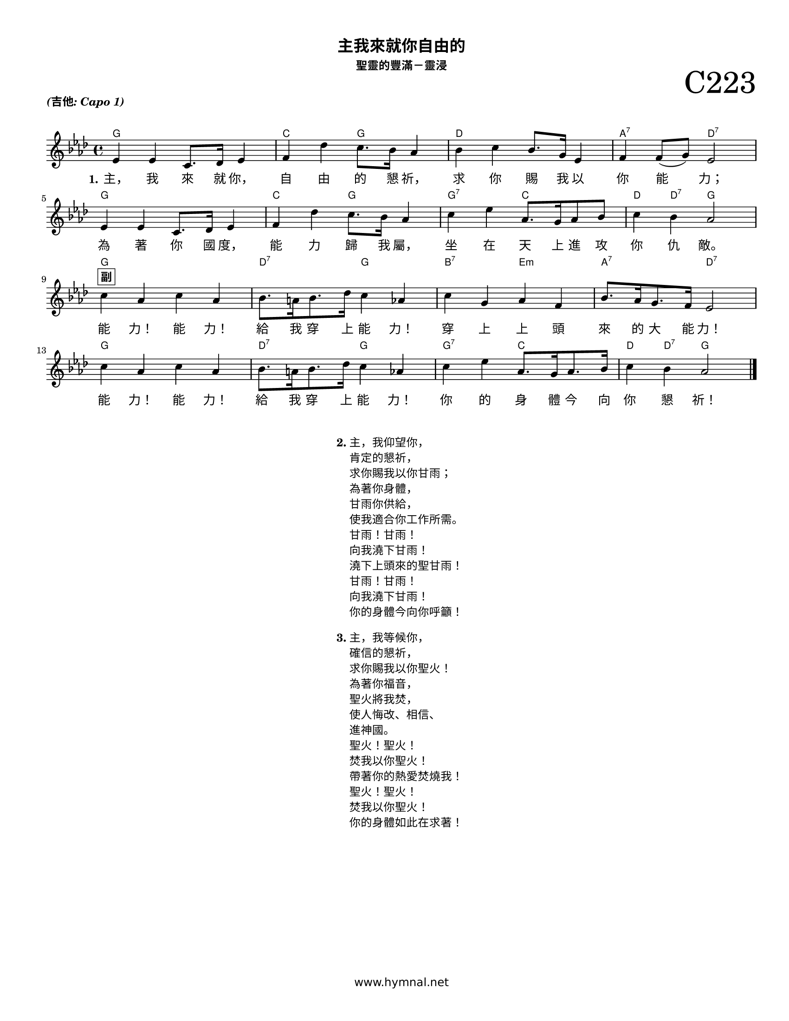 主我來就你自由的
聖靈的豐滿－靈浸
C223
(吉他: Capo 1)
G C G D A7 D7
1. 主， 我 來 就你， 自 由 的 懇祈， 求 你 賜 我以 你 能 力；
5 G C G G7 C D D7 G
為 著 你 國度， 能 力 歸 我屬， 坐 在 天 上進 攻 你 仇 敵。
G D7 G B7 Em A7 D7
副
9
能 力！ 能 力！ 給 我穿 上能 力！ 穿 上 上 頭 來 的大 能力！
13 G D7 G G7 C D D7 G
能 力！ 能 力！ 給 我穿 上能 力！ 你 的 身 體今 向 你 懇 祈！
2. 主，我仰望你，
肯定的懇祈，
求你賜我以你甘雨；
為著你身體，
甘雨你供給，
使我適合你工作所需。
甘雨！甘雨！
向我澆下甘雨！
澆下上頭來的聖甘雨！
甘雨！甘雨！
向我澆下甘雨！
你的身體今向你呼籲！
3. 主，我等候你，
確信的懇祈，
求你賜我以你聖火！
為著你福音，
聖火將我焚，
使人悔改、相信、
進神國。
聖火！聖火！
焚我以你聖火！
帶著你的熱愛焚燒我！
聖火！聖火！
焚我以你聖火！
你的身體如此在求著！
www.hymnal.net